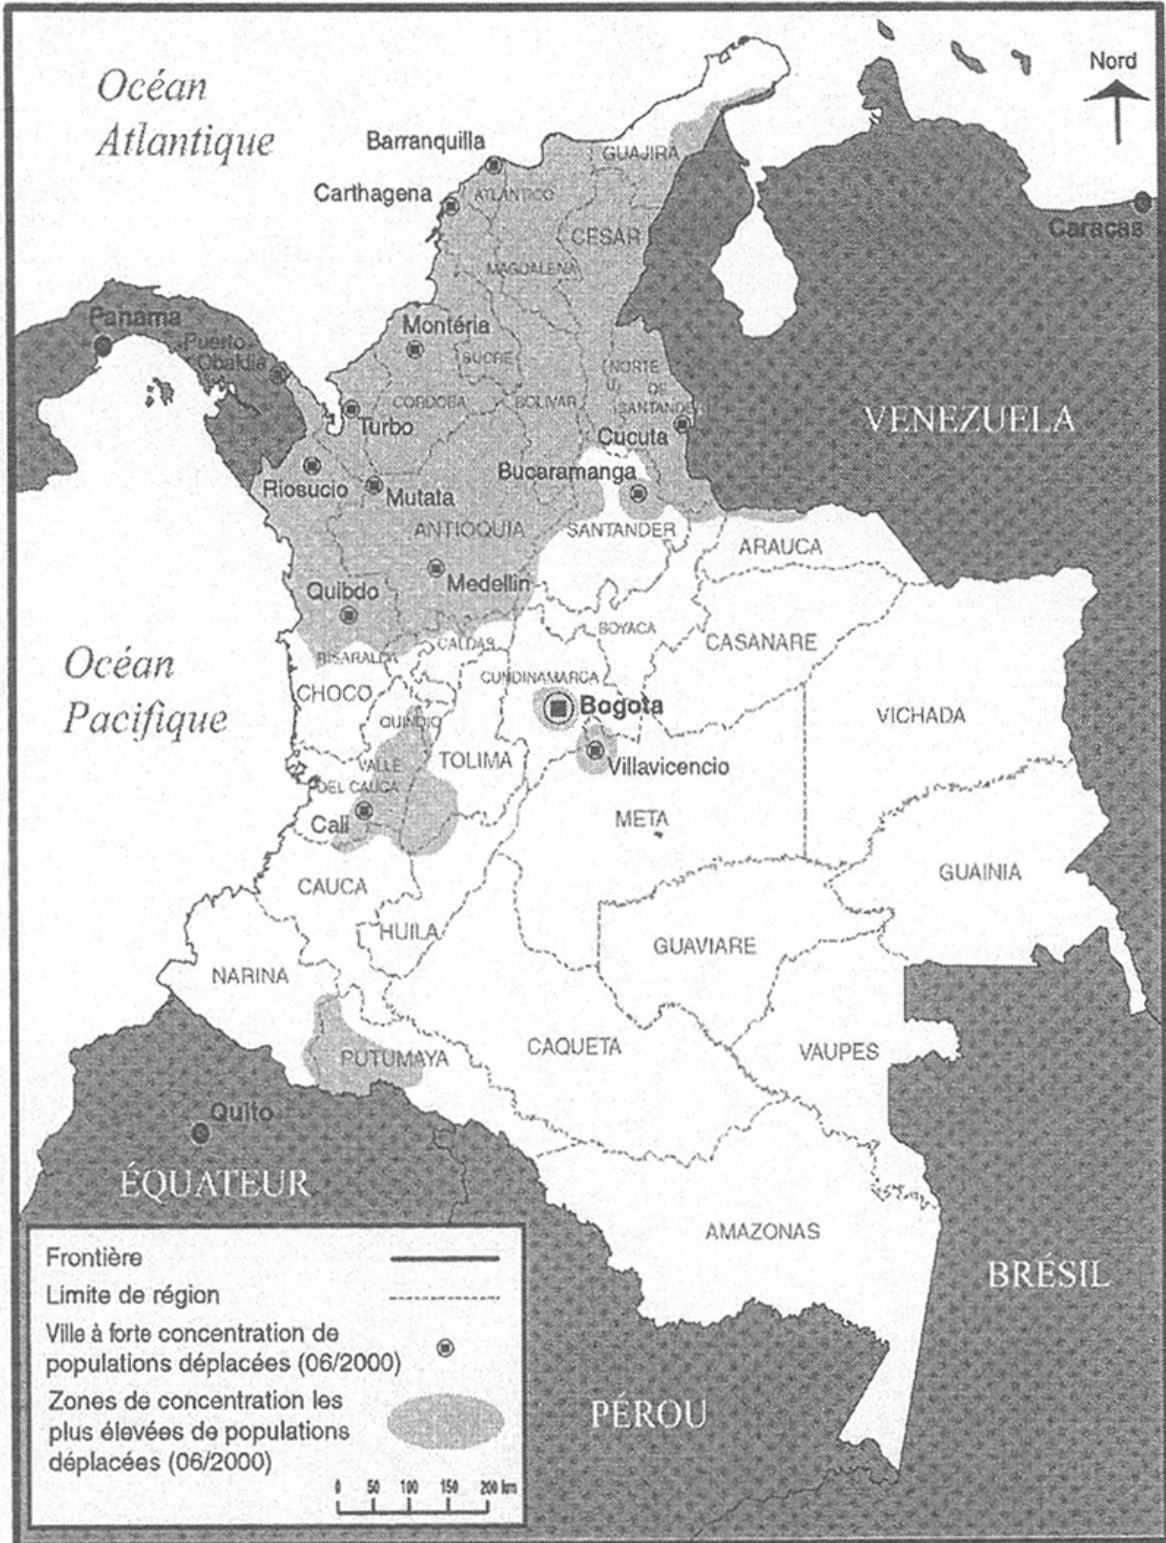 Océan
Atlantique
Nord
Barranquilla
Carthagena
GUAJIRA
ATLANTICO
CESAR
Caracas
MAGDALENA
Panama
Puerto
Obaldia
Montéria
SUCRE
NORTE
DE
SANTANDER
CORDOBA
BOLIVAR
VENEZUELA
Turbo
Cucuta
Riosucio
Mutata
Bucaramanga
ANTIOQUIA
SANTANDER
ARAUCA
Quibdo
Medellin
BOYACA
CASANARE
CALDAS
RISARALDA
Océan
Pacifique
CHOCO
CUNDINAMARCA
Bogota
VICHADA
QUINDIO
TOLIMA
VALLE
DEL CAUCA
Villavicencio
Cali
META
CAUCA
GUAINIA
HUILA
GUAVIARE
NARINA
CAQUETA
VAUPES
PUTUMAYA
Quito
ÉQUATEUR
AMAZONAS
BRÉSIL
PÉROU
Frontière
Limite de région
Ville à forte concentration de
populations déplacées (06/2000)
Zones de concentration les
plus élevées de populations
déplacées (06/2000)
0 50 100 150 200 km